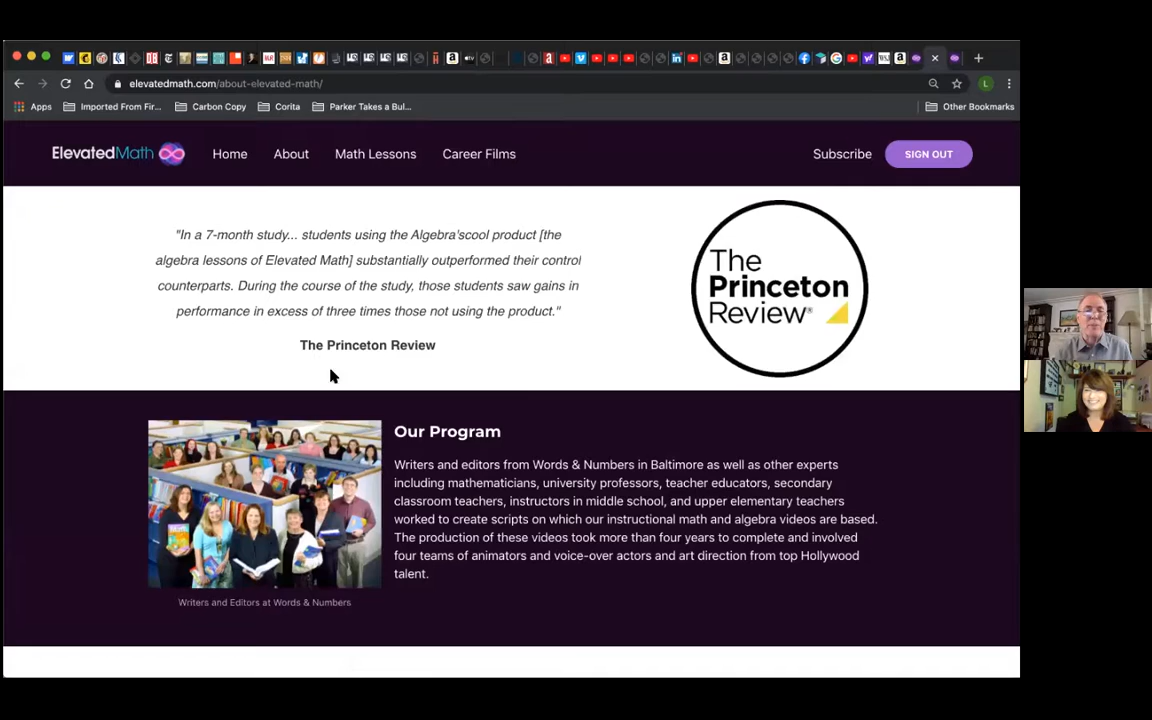 elevatedmath.com/about-elevated-math/
L
Apps
Imported From Fir...
Carbon Copy
Corita
Parker Takes a Bul...
Other Bookmarks
ElevatedMath
Home
About
Math Lessons
Career Films
Subscribe
SIGN OUT
"In a 7-month study... students using the Algebra'scool product [the
algebra lessons of Elevated Math] substantially outperformed their control
counterparts. During the course of the study, those students saw gains in
performance in excess of three times those not using the product."
The Princeton Review
The
Princeton
Review®
Our Program
Writers and editors from Words & Numbers in Baltimore as well as other experts
including mathematicians, university professors, teacher educators, secondary
classroom teachers, instructors in middle school, and upper elementary teachers
worked to create scripts on which our instructional math and algebra videos are based.
The production of these videos took more than four years to complete and involved
four teams of animators and voice-over actors and art direction from top Hollywood
talent.
Writers and Editors at Words & Numbers